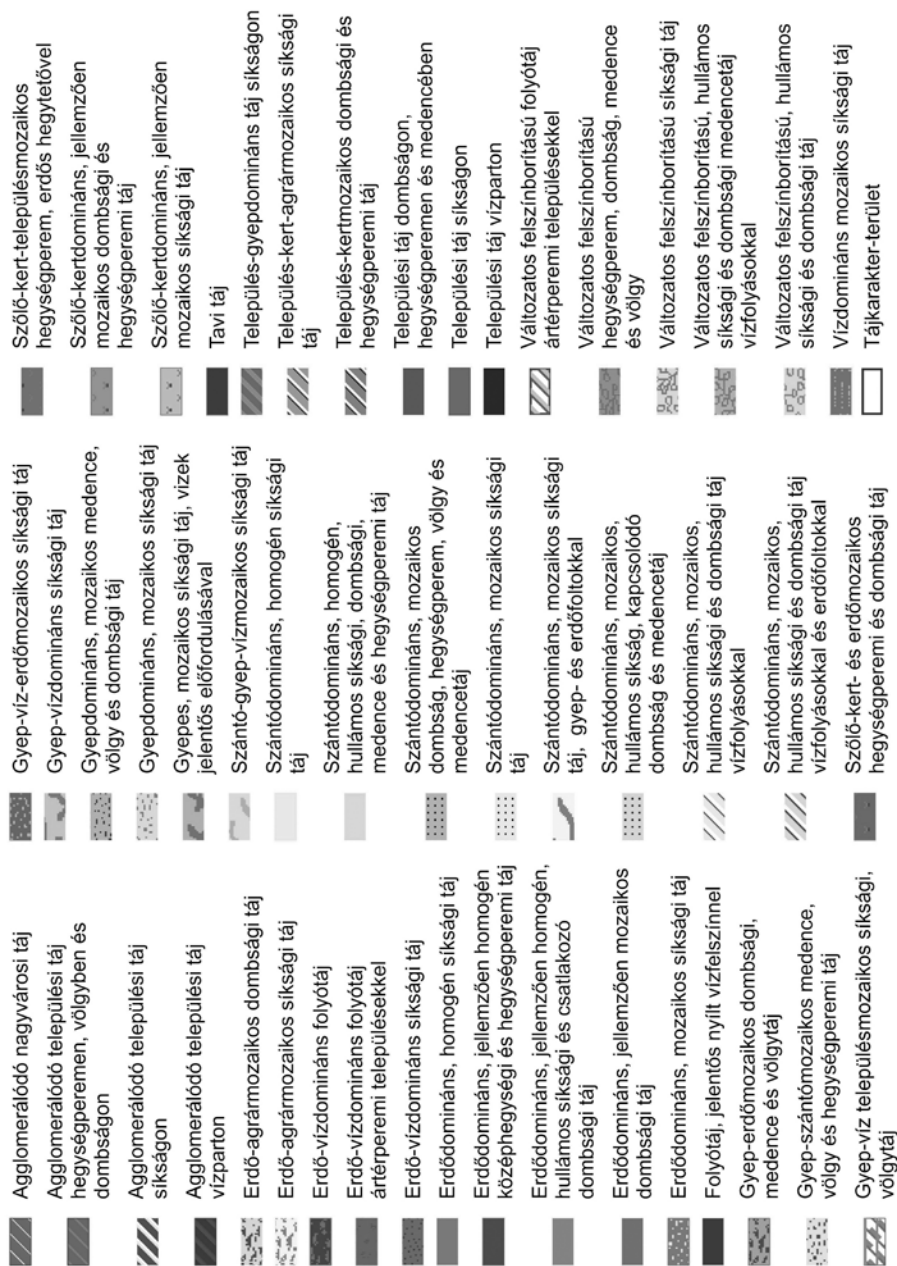 Agglomerálódó nagyvárosi táj
Agglomerálódó települési táj
hegységperemen, völgyben és
dombságon
Agglomerálódó települési táj
síkságon
Agglomerálódó települési táj
vízparton
Erdő-agrármozaikos dombsági táj
Erdő-agrármozaikos síksági táj
Erdő-vízdomináns folyótáj
Erdő-vízdomináns folyótáj
ártérperemi településekkel
Erdő-vízdomináns síksági táj
Erdődomináns, homogén síksági táj
Erdődomináns, jellemzően homogén
középhegységi és hegységperemi táj
Erdődomináns, jellemzően homogén,
hullámos síksági és csatlakozó
dombsági táj
Erdődomináns, jellemzően mozaikos
dombsági táj
Erdődomináns, mozaikos síksági táj
Folyótáj, jelentős nyílt vízfelszínnel
Gyep-erdőmozaikos dombsági,
medence és völgytáj
Gyep-szántómozaikos medence,
völgy és hegységperemi táj
Gyep-víz településmozaikos síksági,
völgytáj
Gyep-víz-erdőmozaikos síksági táj
Gyep-vízdomináns síksági táj
Gyepdomináns, mozaikos medence,
völgy és dombsági táj
Gyepdomináns, mozaikos síksági táj
Gyepes, mozaikos síksági táj, vizek
jelentős előfordulásával
Szántó-gyep-vízmozaikos síksági táj
Szántódomináns, homogén síksági
táj
Szántódomináns, homogén,
hullámos síksági, dombsági,
medence és hegységperemi táj
Szántódomináns, mozaikos
dombság, hegységperem, völgy és
medencetáj
Szántódomináns, mozaikos síksági
táj
Szántódomináns, mozaikos síksági
táj, gyep- és erdőfoltokkal
Szántódomináns, mozaikos,
hullámos síkság, kapcsolódó
dombság és medencetáj
Szántódomináns, mozaikos,
hullámos síksági és dombsági táj
vízfolyásokkal
Szántódomináns, mozaikos,
hullámos síksági és dombsági táj
vízfolyásokkal és erdőfoltokkal
Szőlő-kert- és erdőmozaikos
hegységperemi és dombsági táj
Szőlő-kert-településmozaikos
hegységperem, erdős hegytetővel
Szőlő-kertdomináns, jellemzően
mozaikos dombsági és
hegységperemi táj
Szőlő-kertdomináns, jellemzően
mozaikos síksági táj
Tavi táj
Település-gyepdomináns táj síkságon
Település-kert-agrármozaikos síksági
táj
Település-kertmozaikos dombsági és
hegységperemi táj
Települési táj dombságon,
hegységperemen és medencében
Települési táj síkságon
Települési táj vízparton
Változatos felszínborítású folyótáj
ártérperemi településekkel
Változatos felszínborítású
hegységperem, dombság, medence
és völgy
Változatos felszínborítású síksági táj
Változatos felszínborítású, hullámos
síksági és dombsági medencetáj
vízfolyásokkal
Változatos felszínborítású, hullámos
síksági és dombsági táj
Vízdomináns mozaikos síksági táj
Tájkarakter-terület